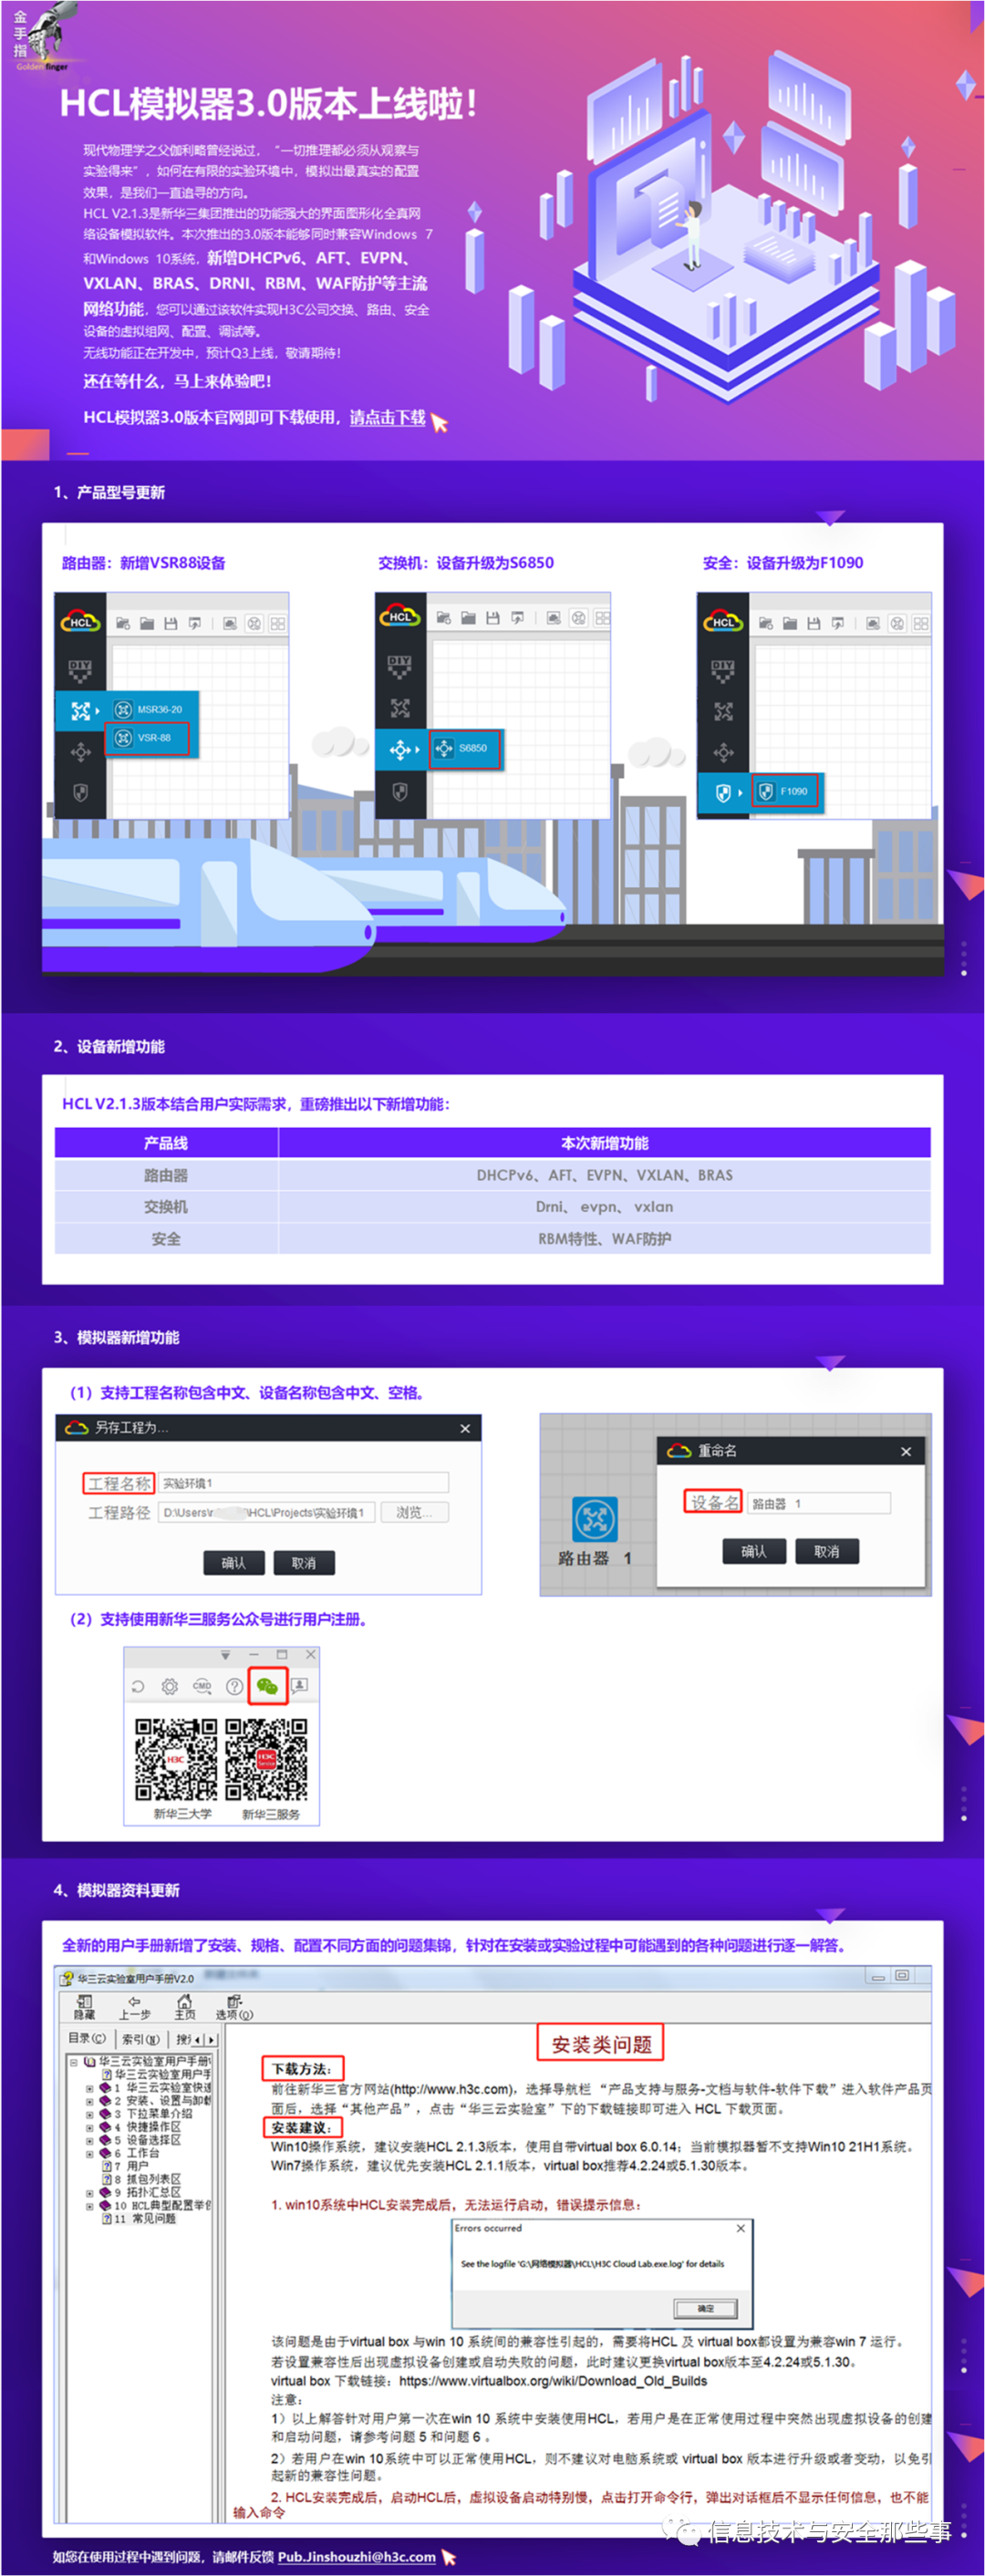 金手指
Golden finger
HCL模拟器3.0版本上线啦！
现代物理学之父伽利略曾经说过，“一切推理都必须从观察与
实验得来”，如何在有限的实验环境中，模拟出最真实的配置
效果，是我们一直追寻的方向。
HCL V2.1.3是新华三集团推出的功能强大的界面图形化全真网
络设备模拟软件。本次推出的3.0版本能够同时兼容Windows 7
和Windows 10系统，新增DHCPv6、AFT、EVPN、
VXLAN、BRAS、DRNI、RBM、WAF防护等主流
网络功能，您可以通过该软件实现H3C公司交换、路由、安全
设备的虚拟组网、配置、调试等。
无线功能正在开发中，预计Q3上线，敬请期待！
还在等什么，马上来体验吧！
HCL模拟器3.0版本官网即可下载使用，请点击下载
1、产品型号更新
路由器：新增VSR88设备
交换机：设备升级为S6850
安全：设备升级为F1090
HCL
DIY
MSR36-20
VSR-88
HCL
DIY
S6850
HCL
DIY
F1090
2、设备新增功能
HCL V2.1.3版本结合用户实际需求，重磅推出以下新增功能：
产品线 本次新增功能
路由器 DHCPv6、AFT、EVPN、VXLAN、BRAS
交换机 Drni、 evpn、 vxlan
安全 RBM特性、WAF防护
3、模拟器新增功能
（1）支持工程名称包含中文、设备名称包含中文、空格。
另存工程为...
工程名称 实验环境1
工程路径 HCL\Projects\实验环境1 浏览...
确认 取消
重命名
设备名 路由器 1
确认 取消
路由器 1
（2）支持使用新华三服务公众号进行用户注册。
CMD
H3C
H3C
新华三大学 新华三服务
4、模拟器资料更新
全新的用户手册新增了安装、规格、配置不同方面的问题集锦，针对在安装或实验过程中可能遇到的各种问题进行逐一解答。
华三云实验室用户手册V2.0
隐藏 上一步 主页 选项(O)
目录(C) 索引(N)
华三云实验室用户手册
华三云实验室用户手
1 华三云实验室快速
2 安装、设置与卸载
3 下拉菜单介绍
4 快捷操作区
5 设备选择区
6 工作台
7 用户
8 抓包列表区
9 拓扑汇总区
10 HCL典型配置举例
11 常见问题
安装类问题
下载方法：
前往新华三官方网站(http://www.h3c.com)，选择导航栏 “产品支持与服务-文档与软件-软件下载” 进入软件产品页
面后，选择 “其他产品” ，点击 “华三云实验室” 下的下载链接即可进入 HCL 下载页面。
安装建议：
Win10操作系统，建议安装HCL 2.1.3版本，使用自带virtual box 6.0.14；当前模拟器暂不支持Win10 21H1系统。
Win7操作系统，建议优先安装HCL 2.1.1版本，virtual box推荐4.2.24或5.1.30版本。
1. win10系统中HCL安装完成后，无法运行启动，错误提示信息：
Errors occurred
See the logfile 'G:\网络模拟器\HCL\H3C Cloud Lab.exe.log' for details
确定
该问题是由于virtual box 与win 10 系统间的兼容性引起的，需要将HCL 及 virtual box都设置为兼容win 7 运行。
若设置兼容性后出现虚拟设备创建或启动失败的问题，此时建议更换virtual box版本至4.2.24或5.1.30。
virtual box 下载链接：https://www.virtualbox.org/wiki/Download_Old_Builds
注意：
1）以上解答针对用户第一次在win 10 系统中安装使用HCL，若用户是在正常使用过程中突然出现虚拟设备的创建
和启动问题，请参考问题 5 和问题 6 。
2）若用户在win 10系统中可以正常使用HCL，则不建议对电脑系统或 virtual box 版本进行升级或者变动，以免引
起新的兼容性问题。
2. HCL安装完成后，启动HCL后，虚拟设备启动特别慢，点击打开命令行，弹出对话框后不显示任何信息，也不能
输入命令
信息技术与安全那些事
如您在使用过程中遇到问题，请邮件反馈 Pub.Jinshouzhi@h3c.com